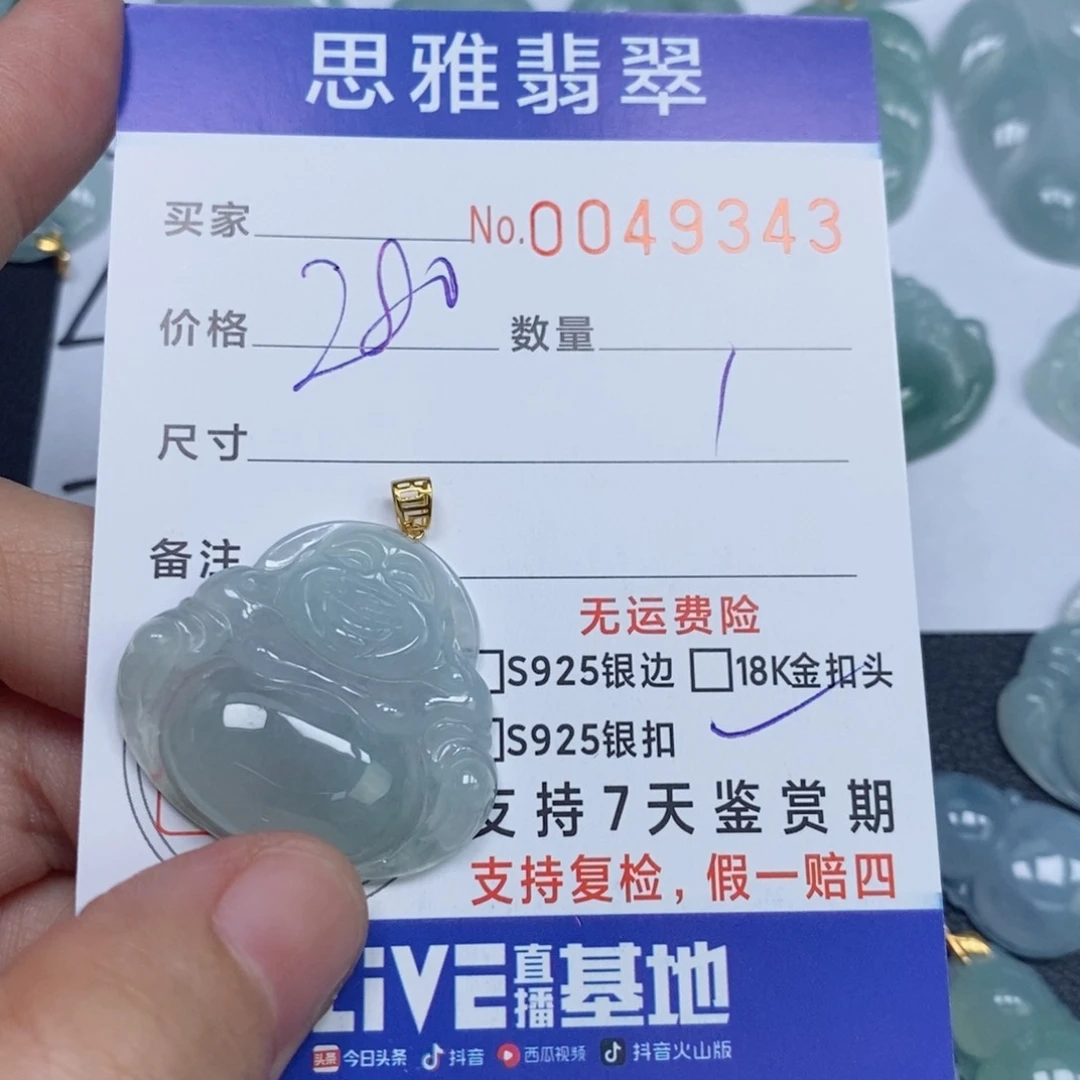 思雅翡翠
买家 No.0049343
价格 280 数量 1
尺寸
备注
无运费险
S925银边 18K金扣头
S925银扣
支持7天鉴赏期
支持复检，假一赔四
LiVE直播基地
头条 今日头条 抖音 西瓜视频 抖音火山版